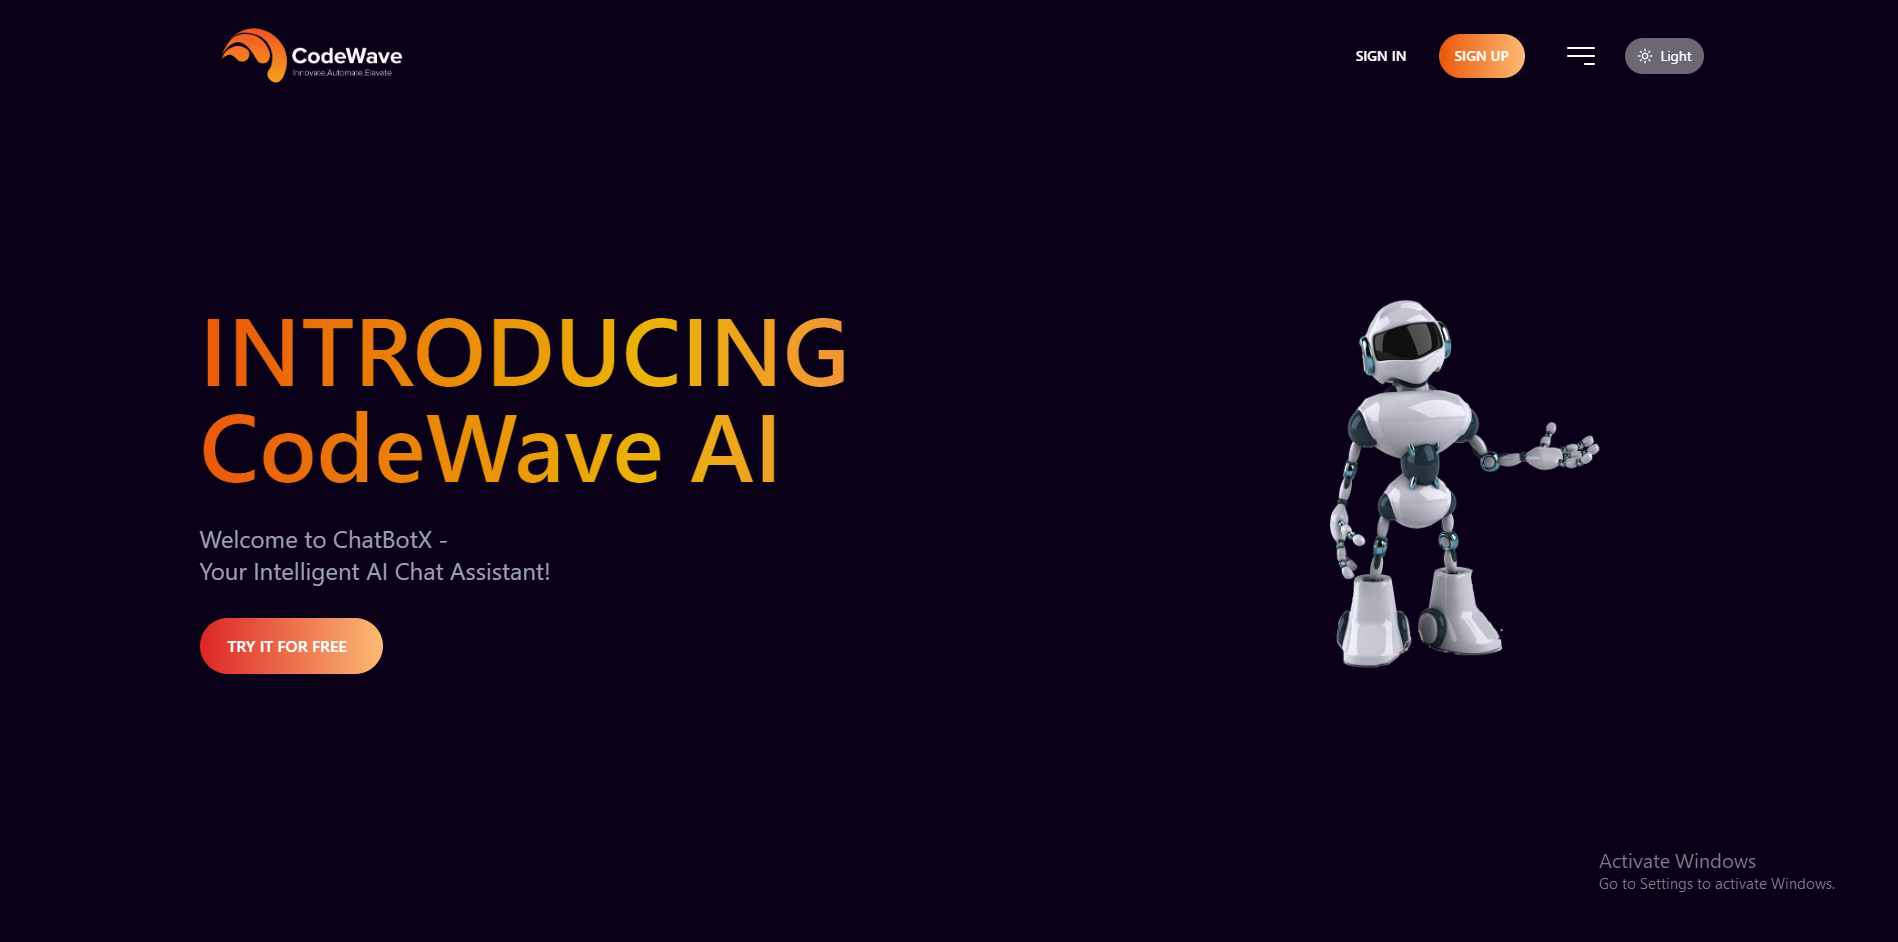 CodeWave
Innovate.Automate.Elavate
SIGN IN
SIGN UP
Light
INTRODUCING
CodeWave AI
Welcome to ChatBotX -
Your Intelligent AI Chat Assistant!
TRY IT FOR FREE
Activate Windows
Go to Settings to activate Windows.